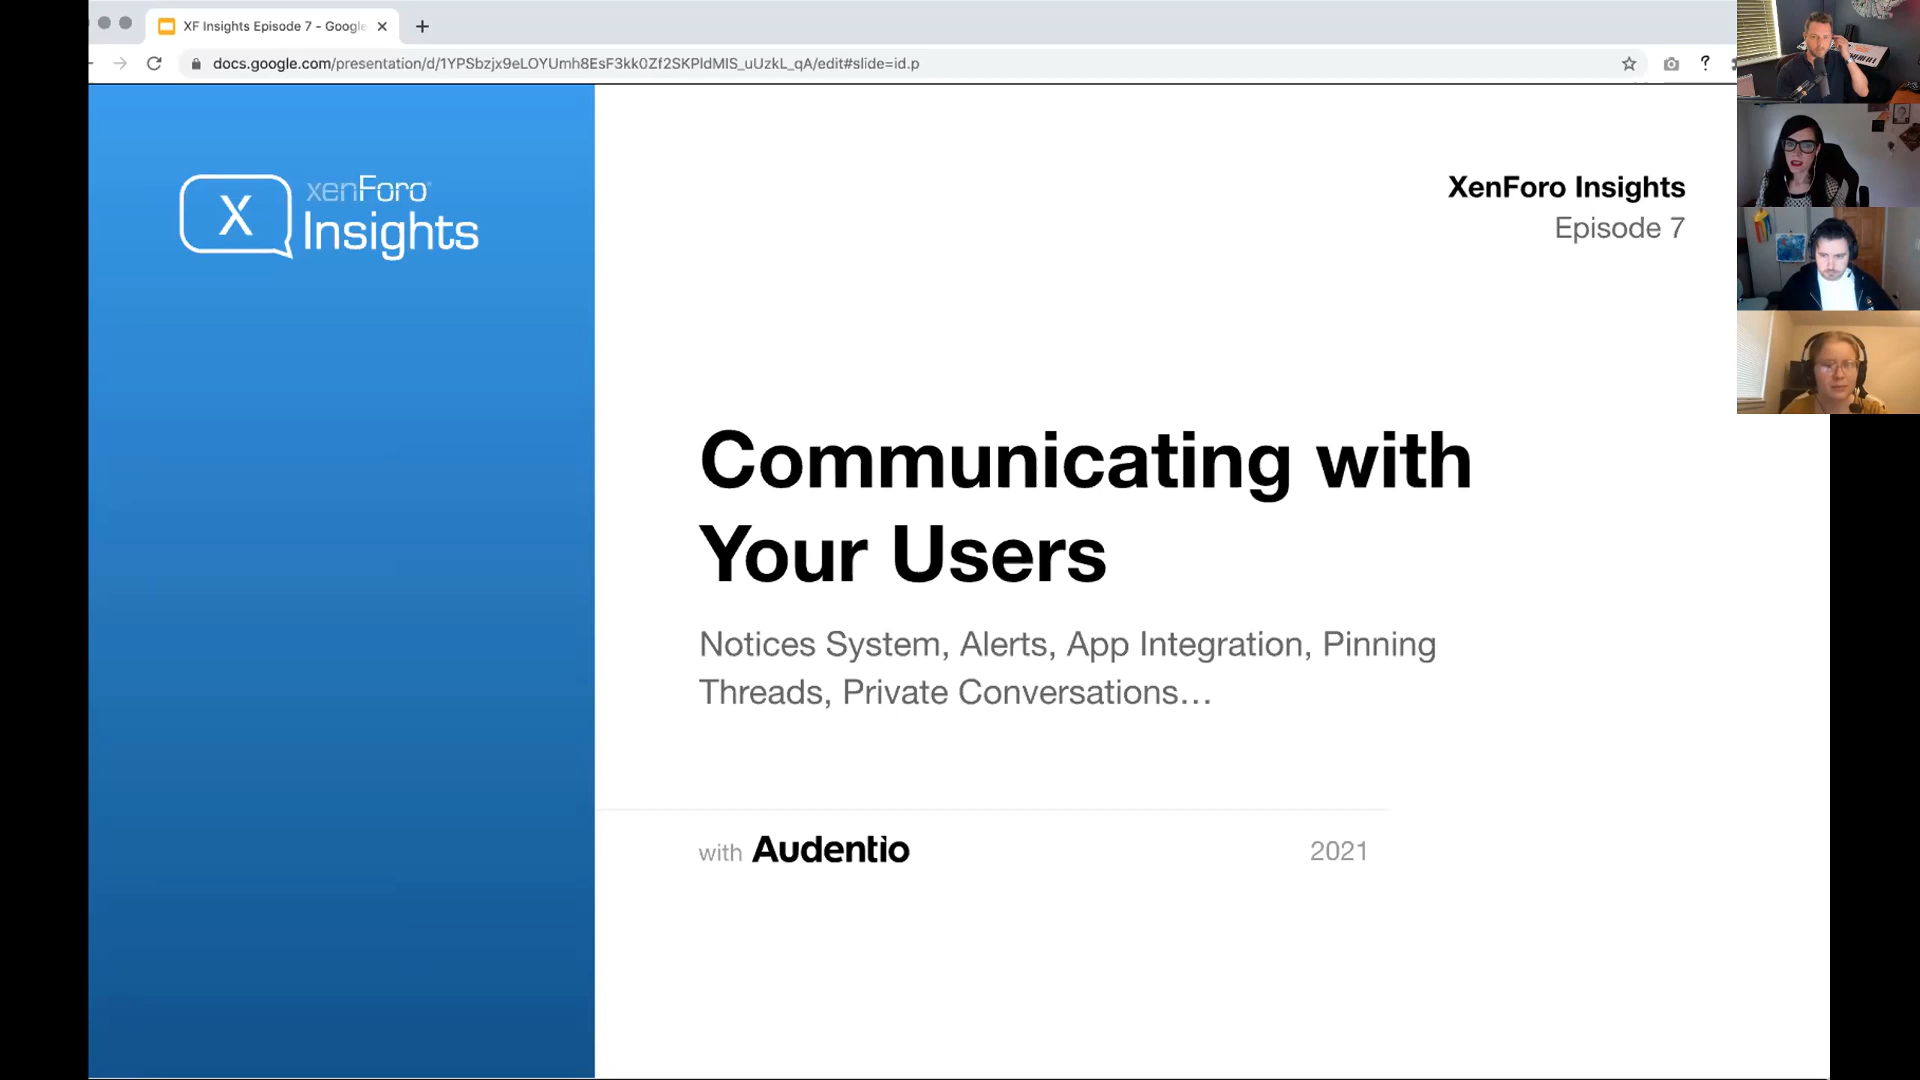 XF Insights Episode 7 - Google
docs.google.com/presentation/d/1YPSbzjx9eLOYUmh8EsF3kk0Zf2SKPldMlS_uUzkL_qA/edit#slide=id.p
X
xenForo
Insights
XenForo Insights
Episode 7
Communicating with
Your Users
Notices System, Alerts, App Integration, Pinning
Threads, Private Conversations…
with Audentio
2021